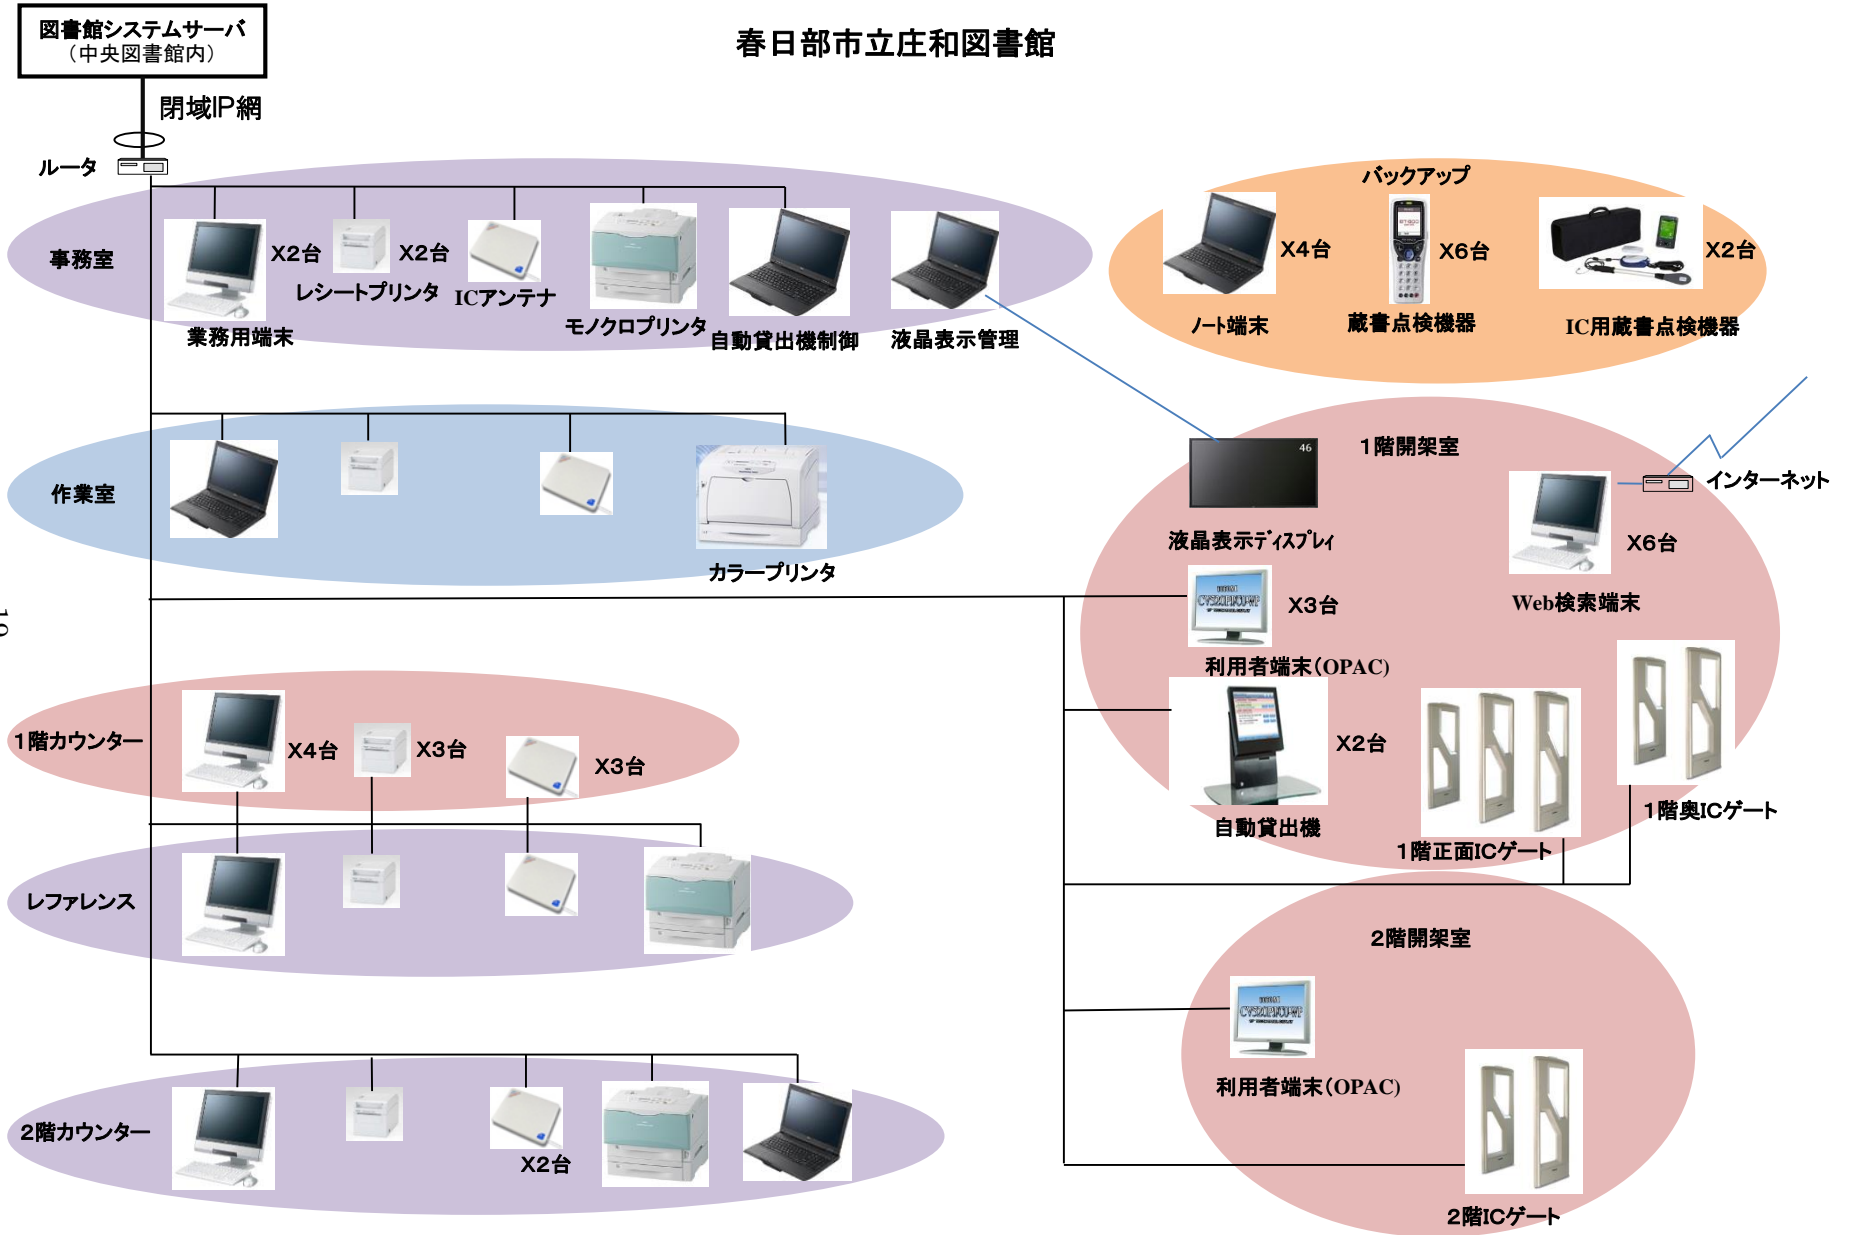 図書館システムサーバ
（中央図書館内）
春日部市立庄和図書館
閉域IP網
ルータ
事務室
X2台
業務用端末
X2台
レシートプリンタ
ICアンテナ
モノクロプリンタ
自動貸出機制御
液晶表示管理
バックアップ
X4台
ノート端末
X6台
蔵書点検機器
X2台
IC用蔵書点検機器
作業室
カラープリンタ
1階開架室
46
液晶表示ディスプレイ
インターネット
X6台
Web検索端末
X3台
利用者端末（OPAC）
X2台
自動貸出機
1階正面ICゲート
1階奥ICゲート
19
1階カウンター
X4台
X3台
X3台
レファレンス
2階開架室
利用者端末（OPAC）
2階ICゲート
2階カウンター
X2台